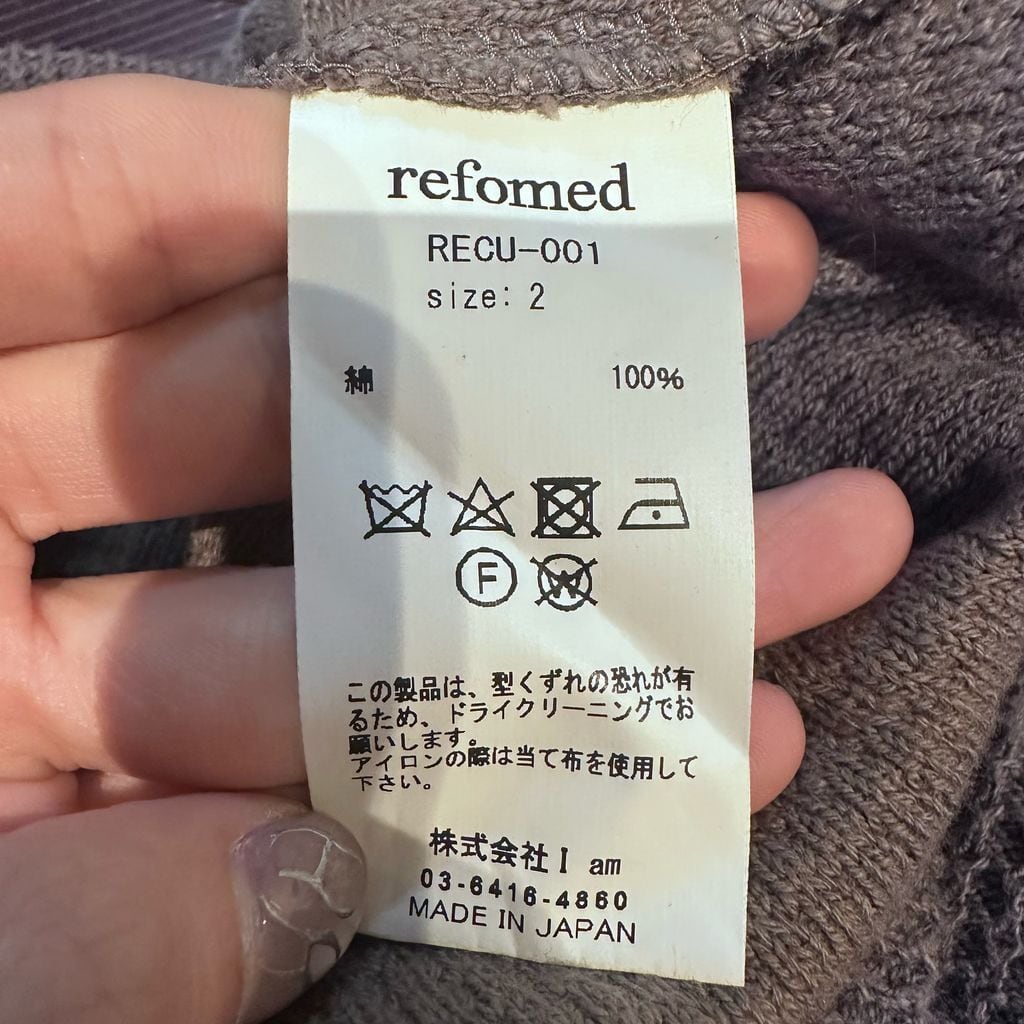 refomed
RECU-001
size: 2
綿 100%
F
W
この製品は、型くずれの恐れが有
るため、ドライクリーニングでお
願いします。
アイロンの際は当て布を使用して
下さい。
株式会社I am
03-6416-4860
MADE IN JAPAN